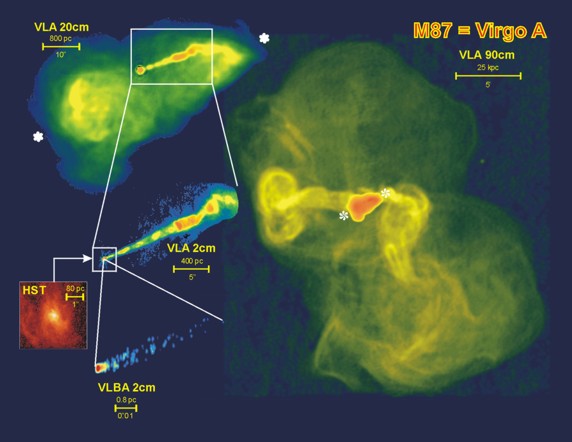 M87 = Virgo A
VLA 20cm
800 pc
10"
VLA 90cm
25 kpc
5'
VLA 2cm
400 pc
5"
HST
80 pc
1"
VLBA 2cm
0.8 pc
0"01